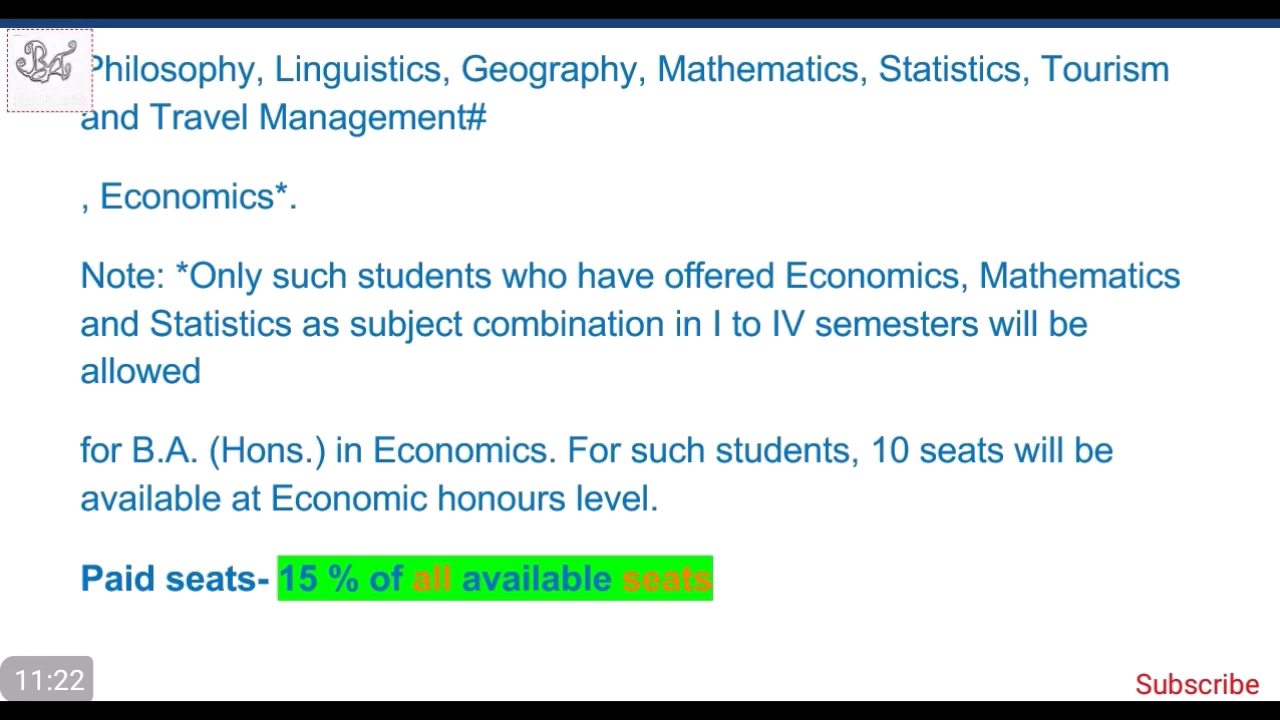 Philosophy, Linguistics, Geography, Mathematics, Statistics, Tourism
and Travel Management#
, Economics*.
Note: *Only such students who have offered Economics, Mathematics
and Statistics as subject combination in I to IV semesters will be
allowed
for B.A. (Hons.) in Economics. For such students, 10 seats will be
available at Economic honours level.
Paid seats- 15 % of all available seats
11:22
Subscribe